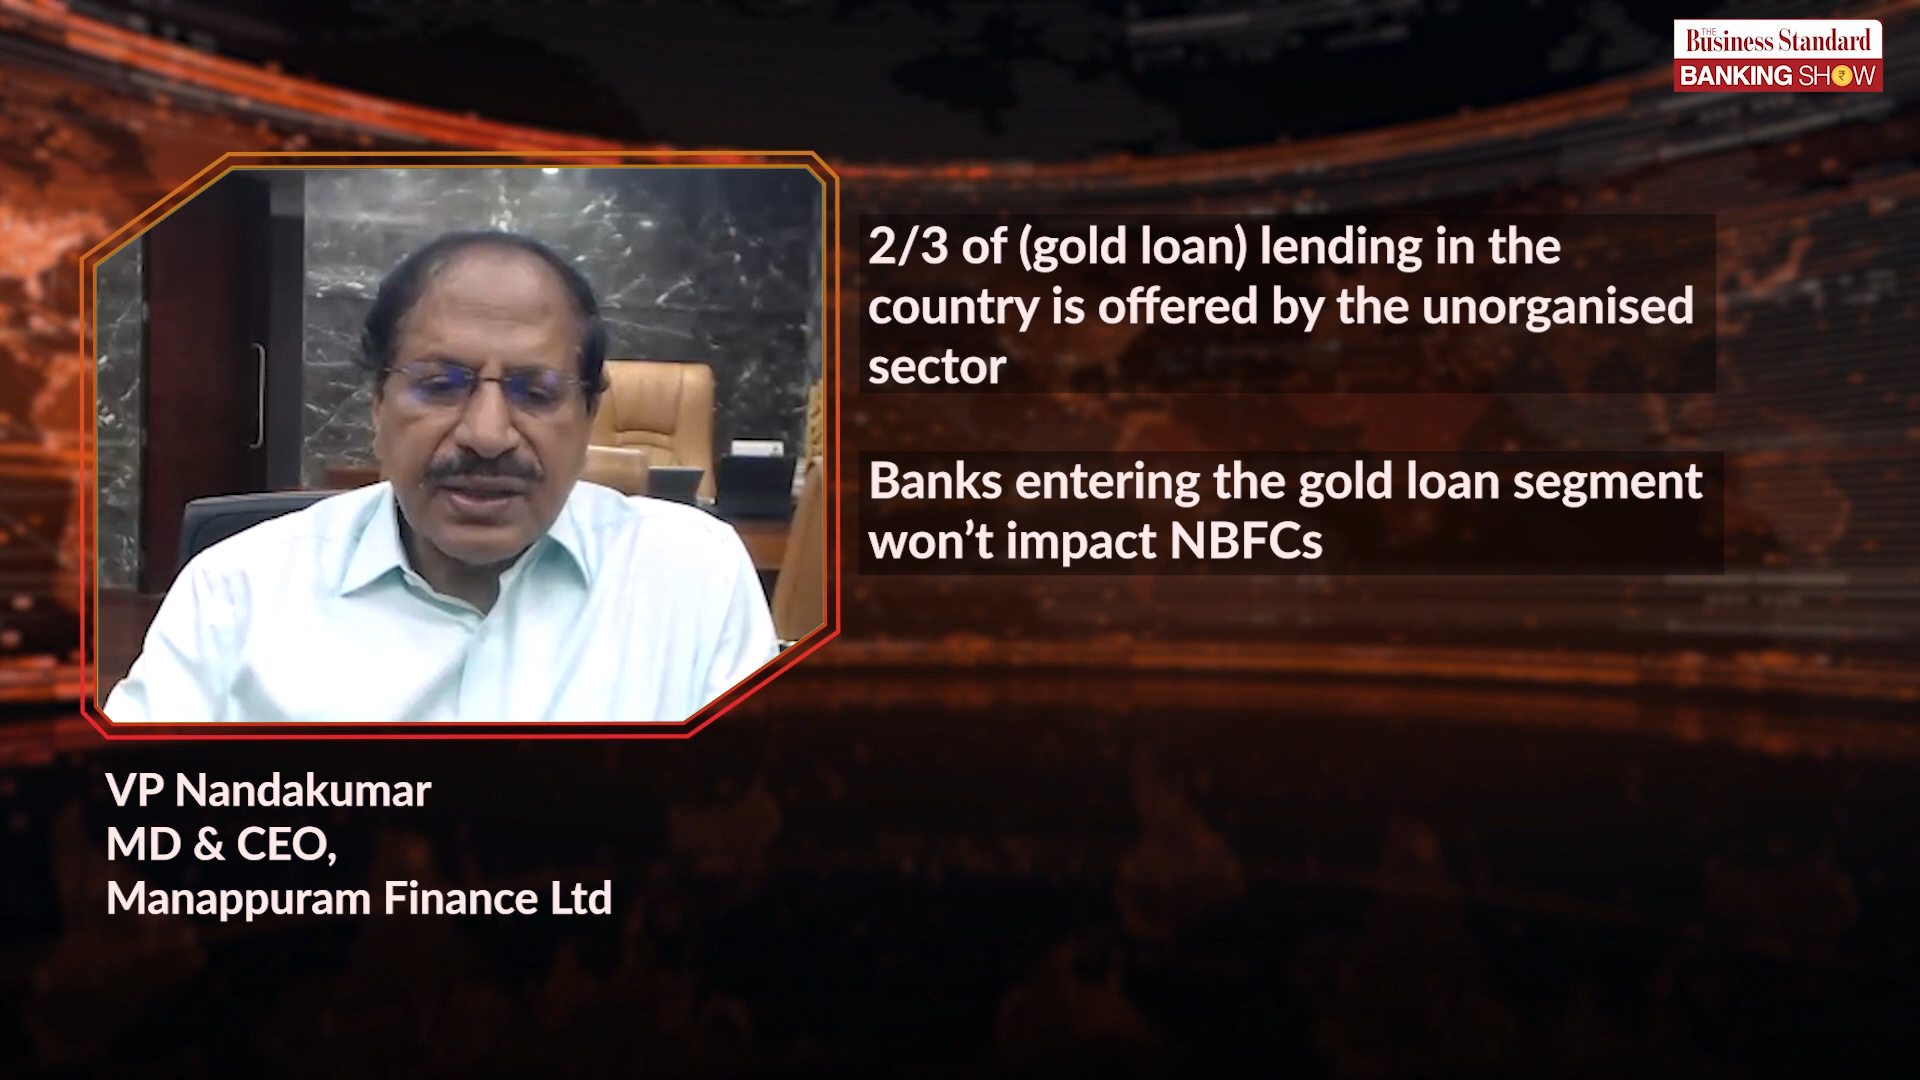 THE
Business Standard
BANKING SHOW
2/3 of (gold loan) lending in the
country is offered by the unorganised
sector
Banks entering the gold loan segment
won’t impact NBFCs
VP Nandakumar
MD & CEO,
Manappuram Finance Ltd